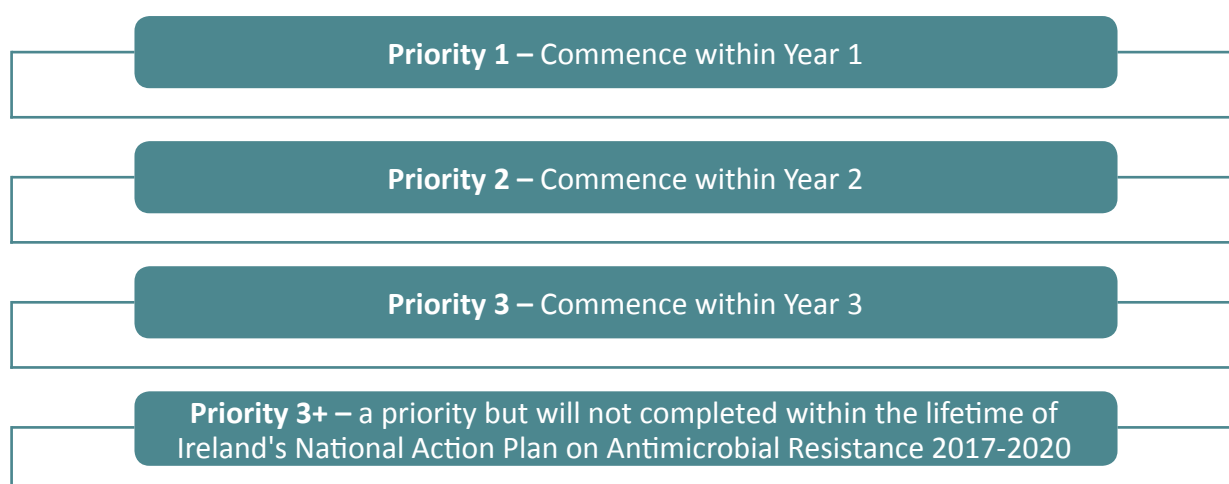 Priority 1 – Commence within Year 1
Priority 2 – Commence within Year 2
Priority 3 – Commence within Year 3
Priority 3+ – a priority but will not completed within the lifetime of
Ireland's National Action Plan on Antimicrobial Resistance 2017-2020